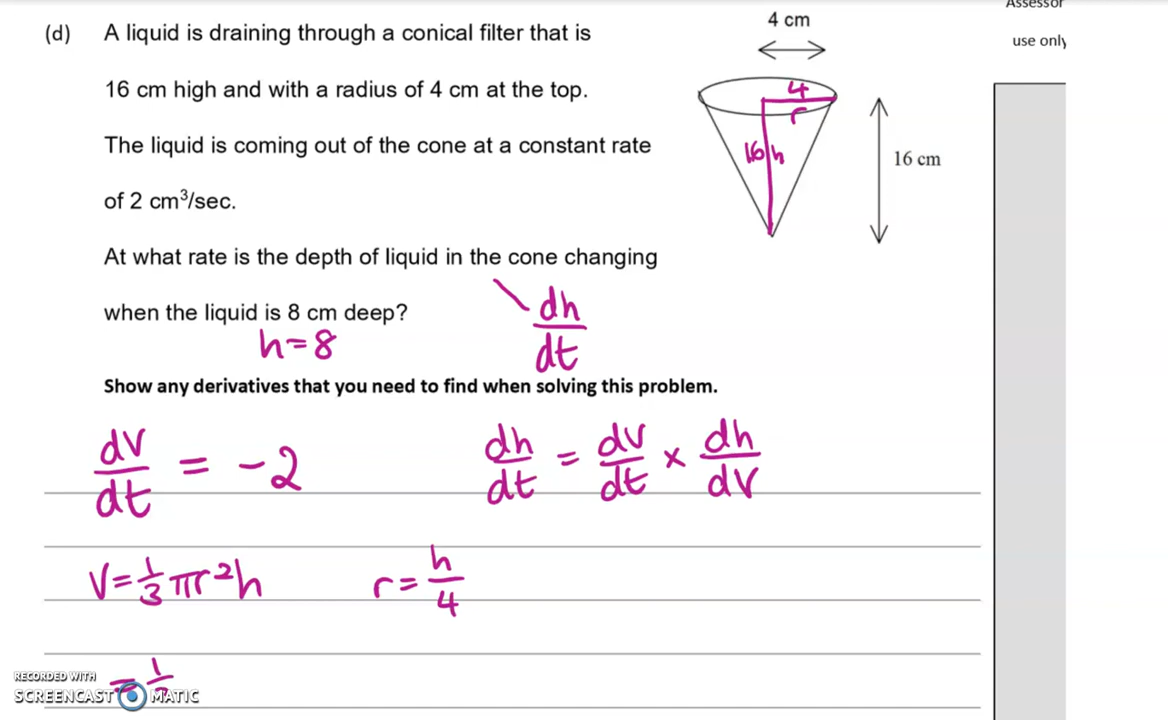 Assessor
use only
4 cm
(d) A liquid is draining through a conical filter that is
16 cm high and with a radius of 4 cm at the top.
The liquid is coming out of the cone at a constant rate
of 2 cm³/sec.
At what rate is the depth of liquid in the cone changing
when the liquid is 8 cm deep?
4
r
16 h
16 cm
h=8
dh/dt
Show any derivatives that you need to find when solving this problem.
dV/dt = -2
dh/dt = dV/dt × dh/dV
V=1/3 πr²h
r=h/4
RECORDED WITH
SCREENCAST MATIC